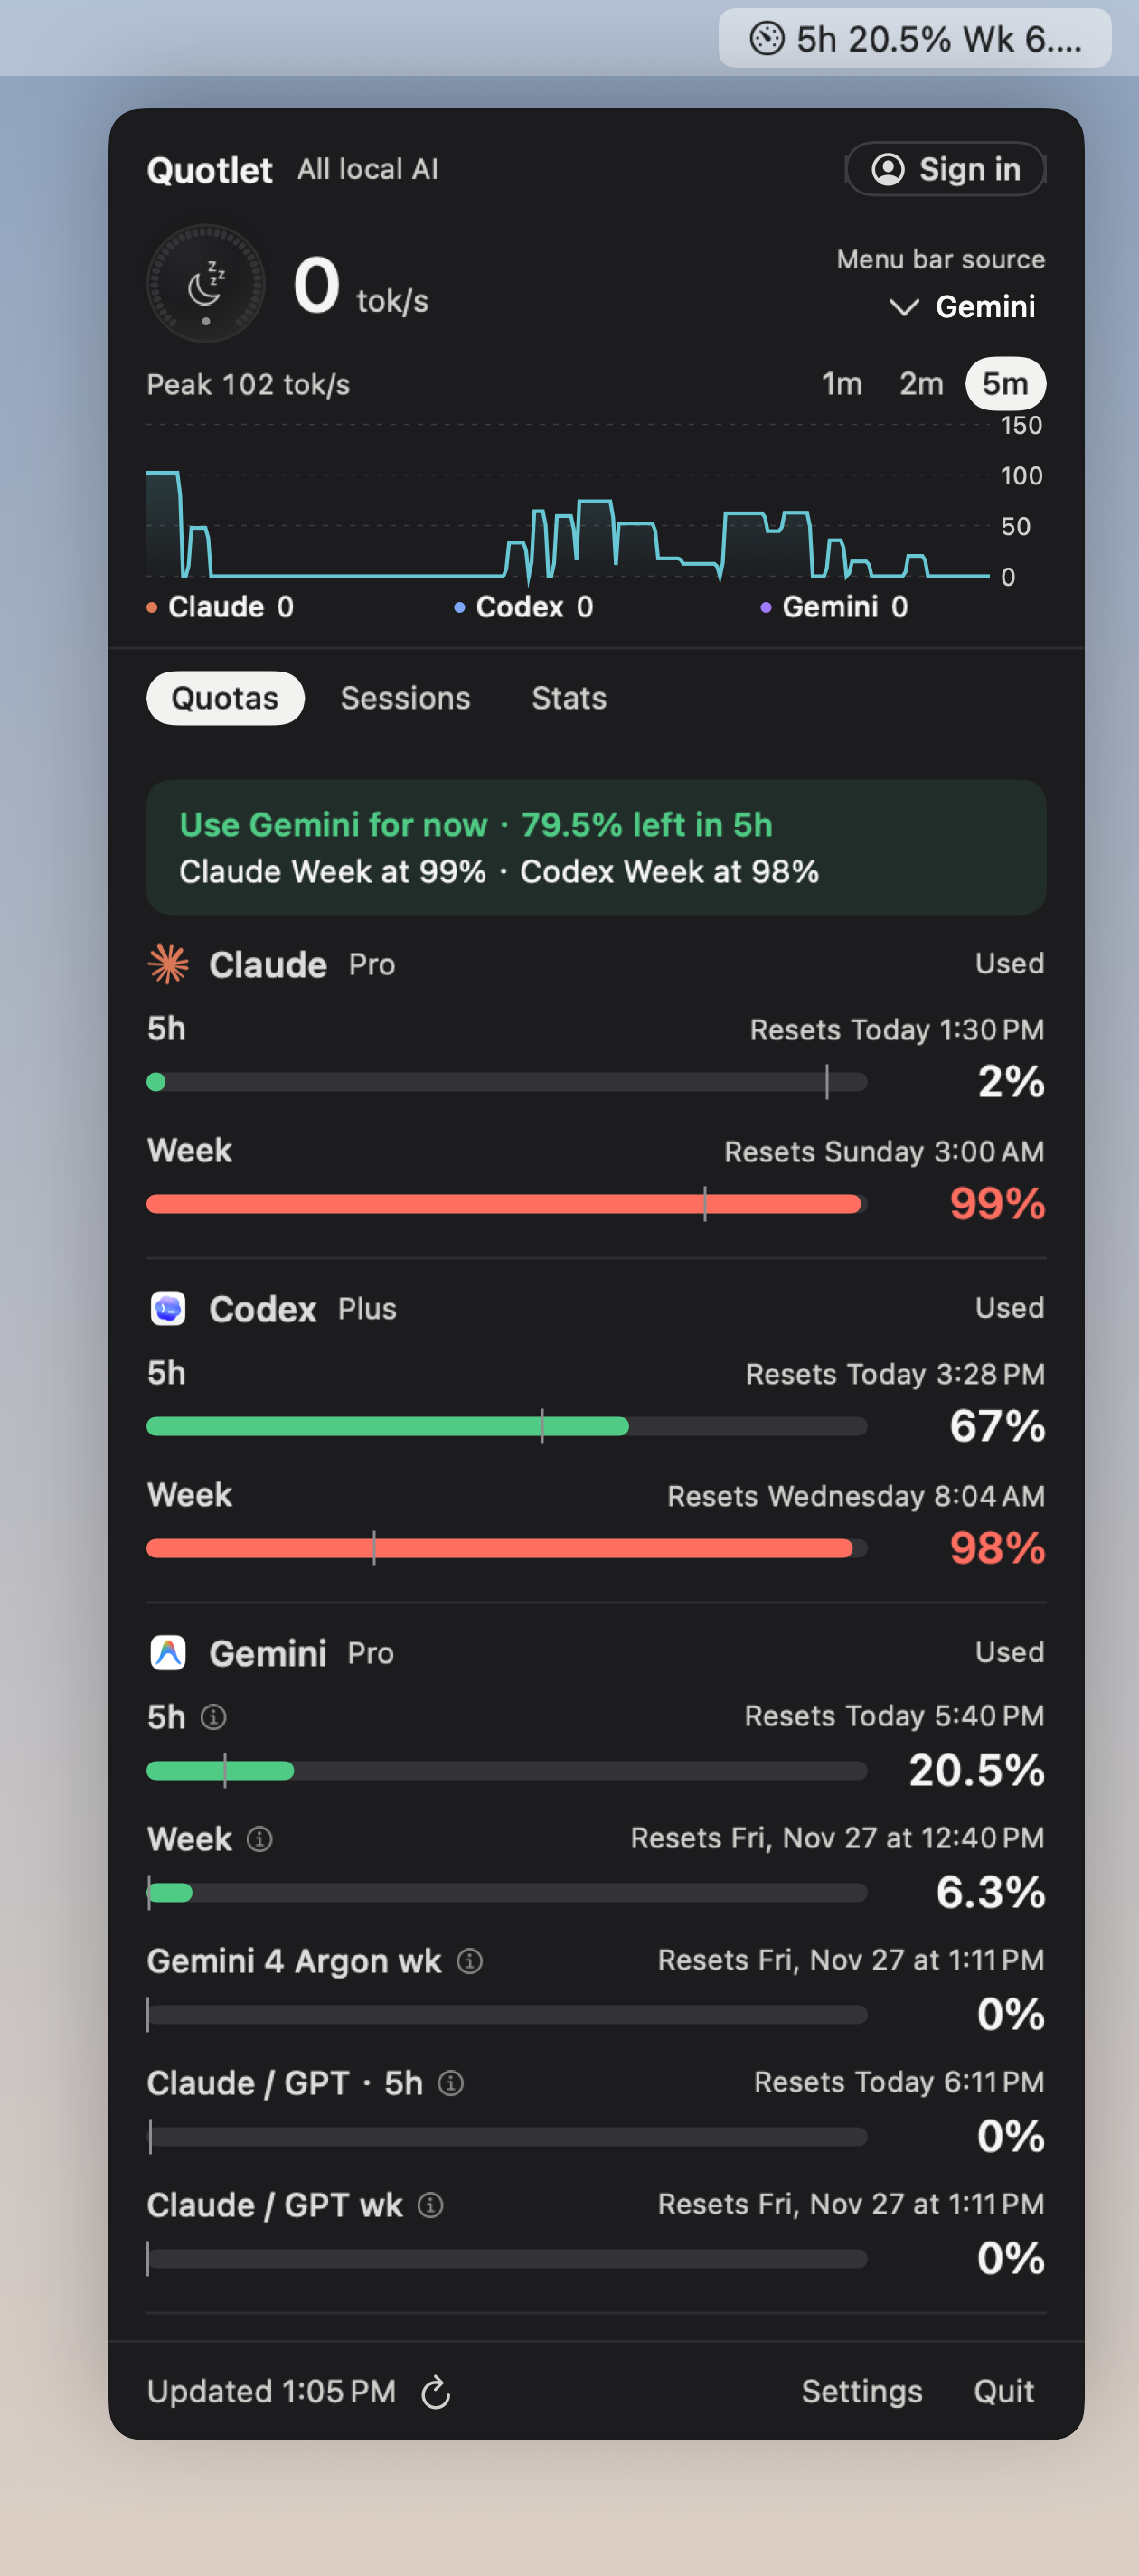 5h 20.5% Wk 6....
Quotlet All local AI Sign in
zzz
0 tok/s
Menu bar source
Gemini
Peak 102 tok/s 1m 2m 5m
150
100
50
0
Claude 0 Codex 0 Gemini 0
Quotas Sessions Stats
Use Gemini for now · 79.5% left in 5h
Claude Week at 99% · Codex Week at 98%
Claude Pro Used
5h Resets Today 1:30 PM
2%
Week Resets Sunday 3:00 AM
99%
Codex Plus Used
5h Resets Today 3:28 PM
67%
Week Resets Wednesday 8:04 AM
98%
Gemini Pro Used
5h Resets Today 5:40 PM
20.5%
Week Resets Fri, Nov 27 at 12:40 PM
6.3%
Gemini 4 Argon wk Resets Fri, Nov 27 at 1:11 PM
0%
Claude / GPT · 5h Resets Today 6:11 PM
0%
Claude / GPT wk Resets Fri, Nov 27 at 1:11 PM
0%
Updated 1:05 PM Settings Quit